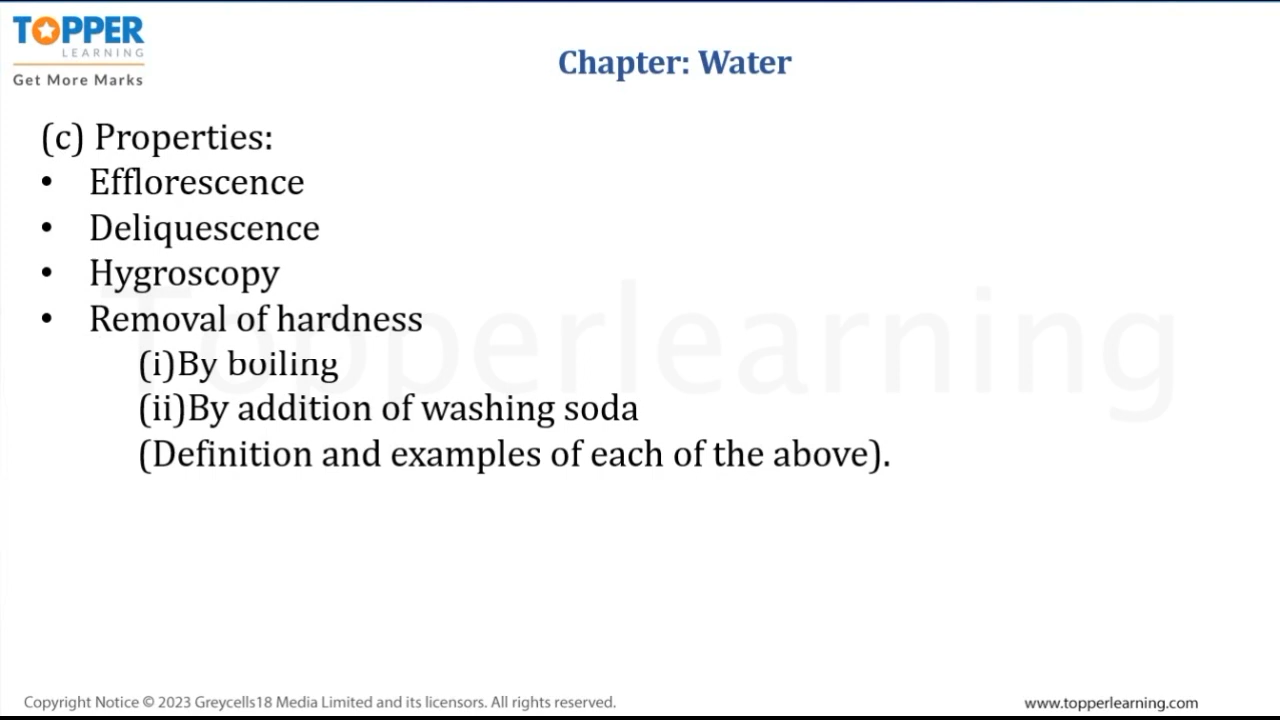 TOPPER
LEARNING
Get More Marks
Chapter: Water
(c) Properties:
• Efflorescence
• Deliquescence
• Hygroscopy
• Removal of hardness
(i)By boiling
(ii)By addition of washing soda
(Definition and examples of each of the above).
Topperlearning
Copyright Notice © 2023 Greycells18 Media Limited and its licensors. All rights reserved.
www.topperlearning.com